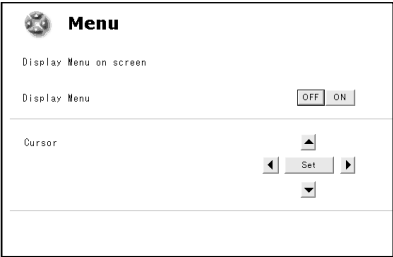 Menu
Display Menu on screen
Display Menu OFF ON
Cursor
Set